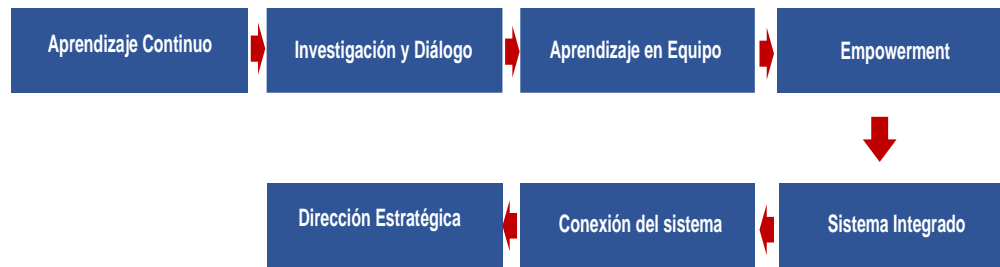 Aprendizaje Continuo
Investigación y Diálogo
Aprendizaje en Equipo
Empowerment
Dirección Estratégica
Conexión del sistema
Sistema Integrado